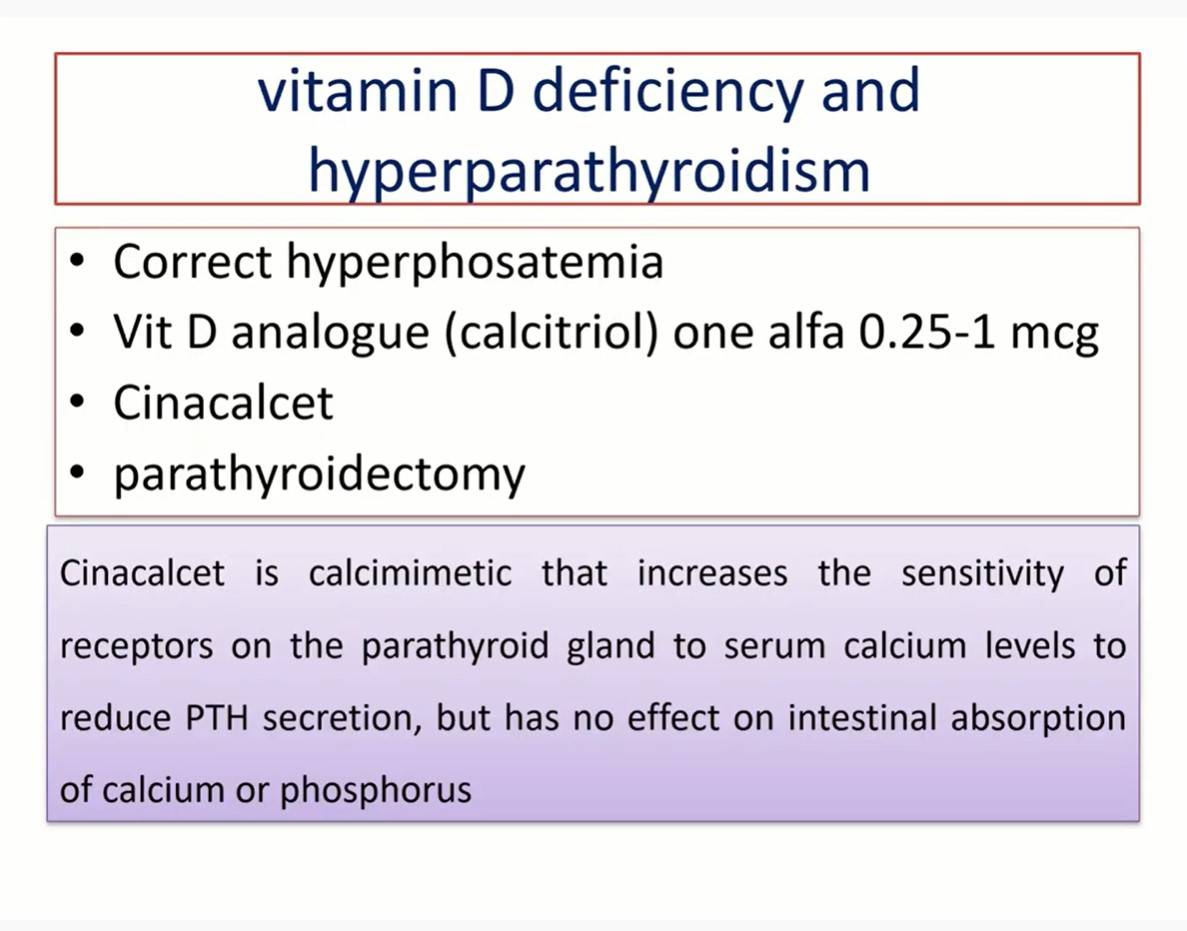 vitamin D deficiency and
hyperparathyroidism
• Correct hyperphosatemia
• Vit D analogue (calcitriol) one alfa 0.25-1 mcg
• Cinacalcet
• parathyroidectomy
Cinacalcet is calcimimetic that increases the sensitivity of
receptors on the parathyroid gland to serum calcium levels to
reduce PTH secretion, but has no effect on intestinal absorption
of calcium or phosphorus